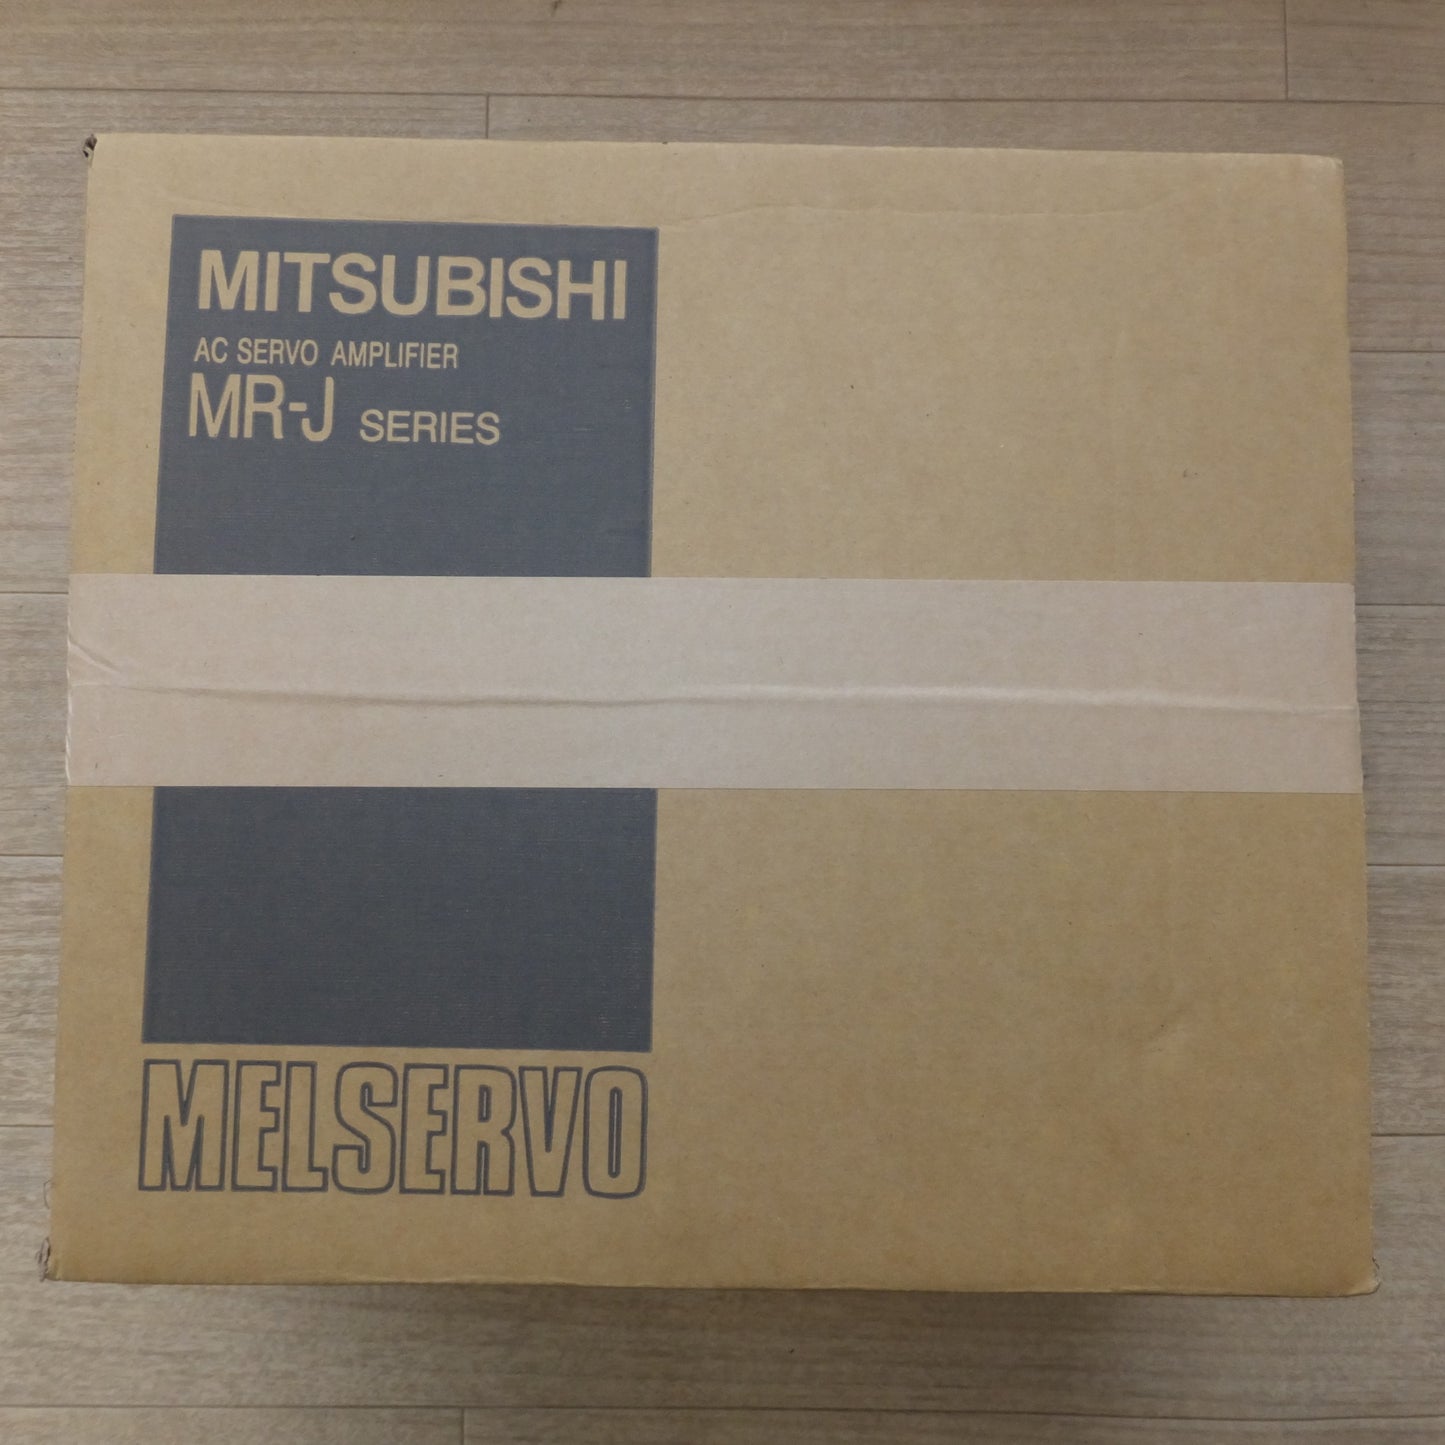 MITSUBISHI
AC SERVO AMPLIFIER
MR-J SERIES
MELSERVO